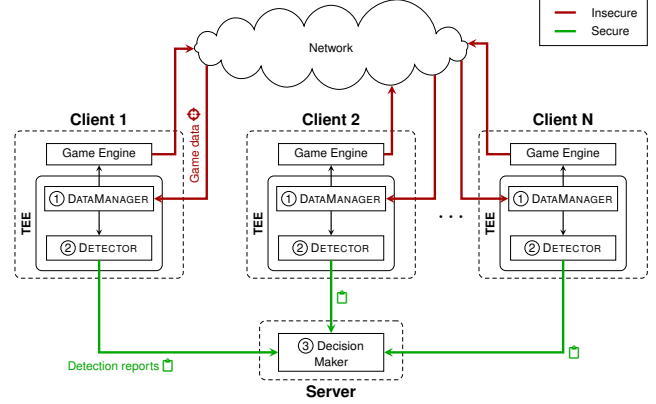 Insecure
Secure
Network
Client 1
Client 2
Client N
Game data
Game Engine
Game Engine
Game Engine
TEE
1 DATAMANAGER
TEE
1 DATAMANAGER
TEE
1 DATAMANAGER
...
2 DETECTOR
2 DETECTOR
2 DETECTOR
Detection reports
3 Decision
Maker
Server